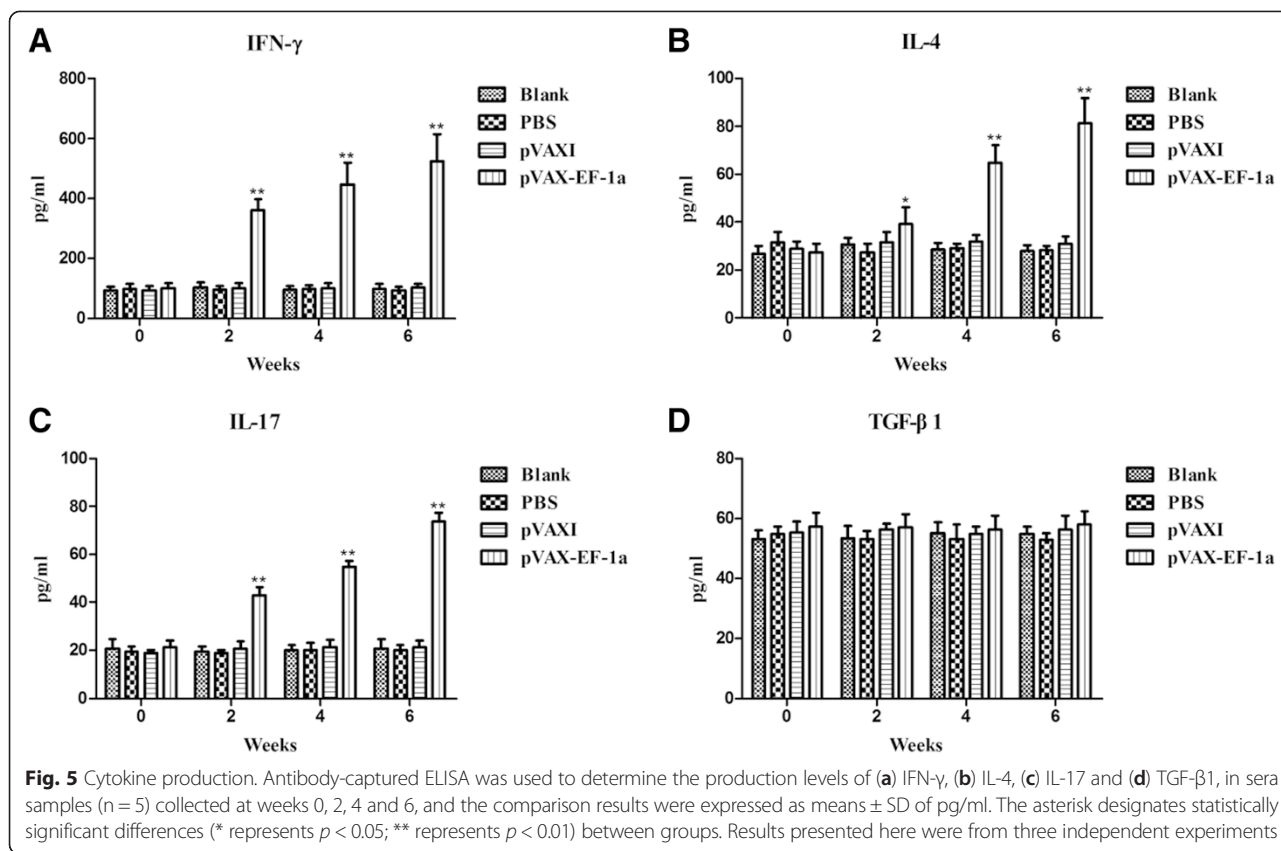 A
IFN-γ
800
600
400
200
0
pg/ml
0 2 4 6
Weeks
Blank
PBS
pVAXI
pVAX-EF-1a
** ** **
B
IL-4
100
80
60
40
20
0
pg/ml
0 2 4 6
Weeks
Blank
PBS
pVAXI
pVAX-EF-1a
* ** **
C
IL-17
100
80
60
40
20
0
pg/ml
0 2 4 6
Weeks
Blank
PBS
pVAXI
pVAX-EF-1a
** ** **
D
TGF-β 1
80
60
40
20
0
pg/ml
0 2 4 6
Weeks
Blank
PBS
pVAXI
pVAX-EF-1a
Fig. 5 Cytokine production. Antibody-captured ELISA was used to determine the production levels of (a) IFN-γ, (b) IL-4, (c) IL-17 and (d) TGF-β1, in sera
samples (n = 5) collected at weeks 0, 2, 4 and 6, and the comparison results were expressed as means ± SD of pg/ml. The asterisk designates statistically
significant differences (* represents p < 0.05; ** represents p < 0.01) between groups. Results presented here were from three independent experiments